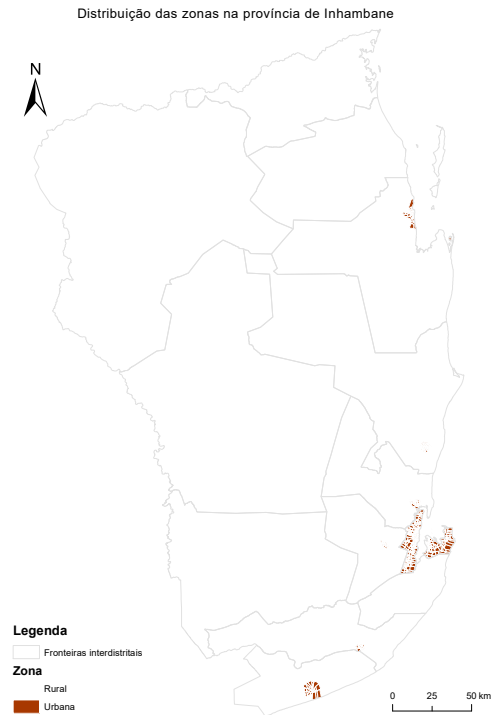 Distribuição das zonas na província de Inhambane
N
Legenda
Fronteiras interdistritais
Zona
Rural
Urbana
0 25 50 km